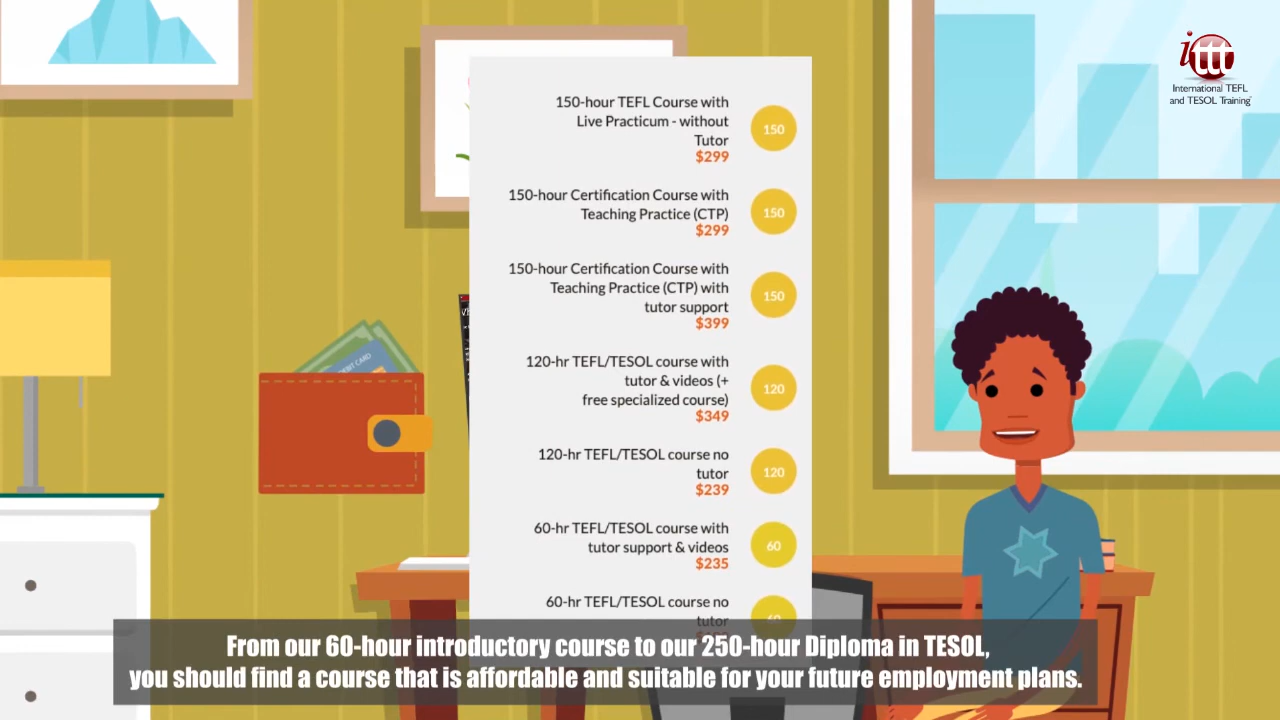 ittt
International TEFL
and TESOL Training
150-hour TEFL Course with
Live Practicum - without
Tutor
$299
150
150-hour Certification Course with
Teaching Practice (CTP)
$299
150
150-hour Certification Course with
Teaching Practice (CTP) with
tutor support
$399
150
120-hr TEFL/TESOL course with
tutor & videos (+
free specialized course)
$349
120
120-hr TEFL/TESOL course no
tutor
$239
120
60-hr TEFL/TESOL course with
tutor support & videos
$235
60
60-hr TEFL/TESOL course no
tutor
60
CARD
From our 60-hour introductory course to our 250-hour Diploma in TESOL,
you should find a course that is affordable and suitable for your future employment plans.